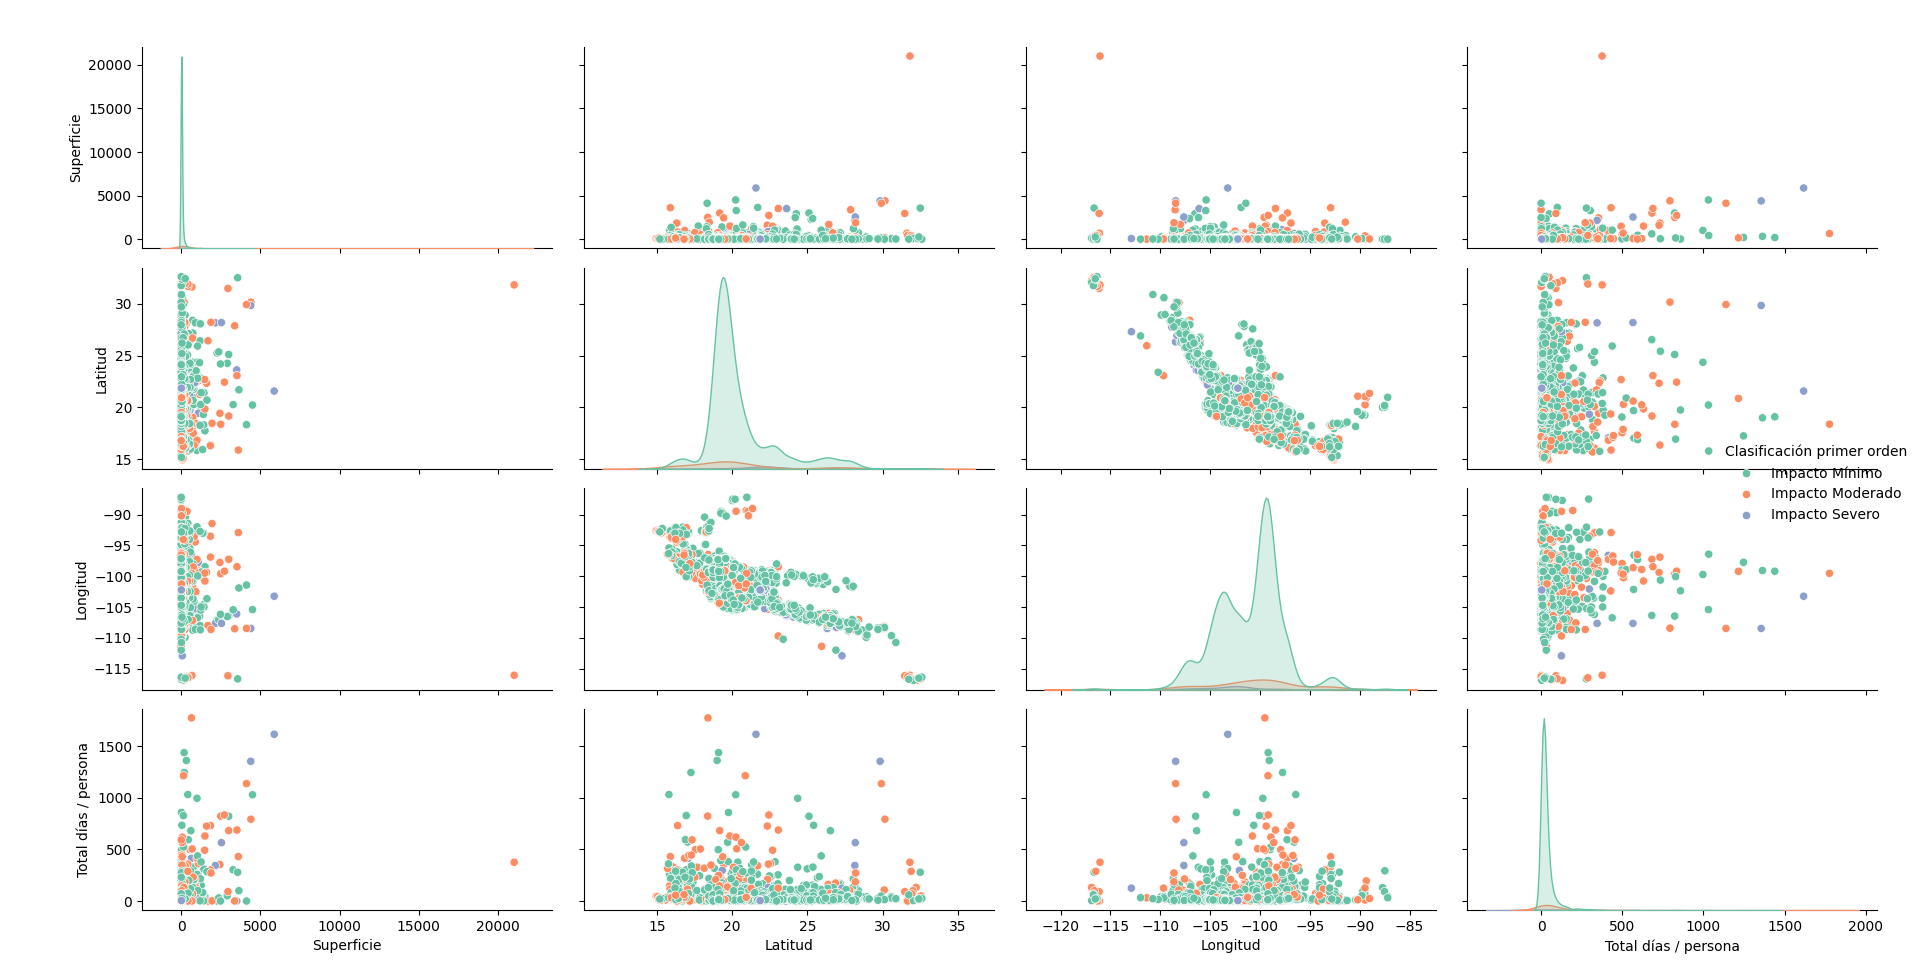 20000
15000
10000
5000
0
Superficie
30
25
20
15
Latitud
Clasificación primer orden
Impacto Mínimo
Impacto Moderado
Impacto Severo
−90
−95
−100
−105
−110
−115
Longitud
1500
1000
500
0
Total días / persona
0 5000 10000 15000 20000
Superficie
15 20 25 30 35
Latitud
−120 −115 −110 −105 −100 −95 −90 −85
Longitud
0 500 1000 1500 2000
Total días / persona